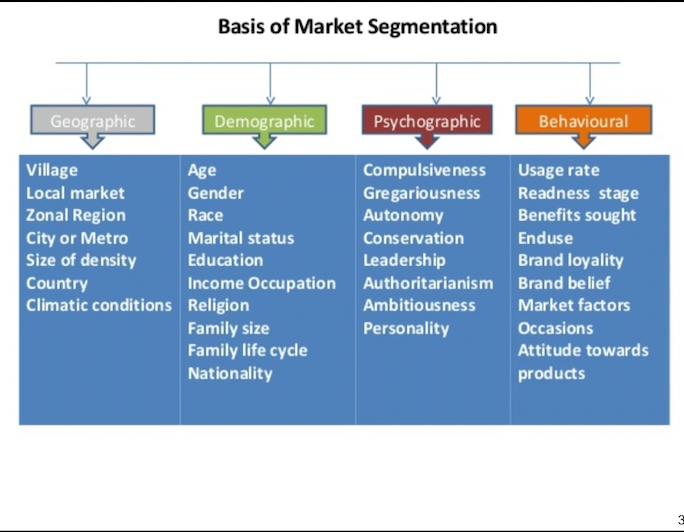 Basis of Market Segmentation
Geographic
Demographic
Psychographic
Behavioural
Village
Local market
Zonal Region
City or Metro
Size of density
Country
Climatic conditions
Age
Gender
Race
Marital status
Education
Income Occupation
Religion
Family size
Family life cycle
Nationality
Compulsiveness
Gregariousness
Autonomy
Conservation
Leadership
Authoritarianism
Ambitiousness
Personality
Usage rate
Readness stage
Benefits sought
Enduse
Brand loyality
Brand belief
Market factors
Occasions
Attitude towards
products
3